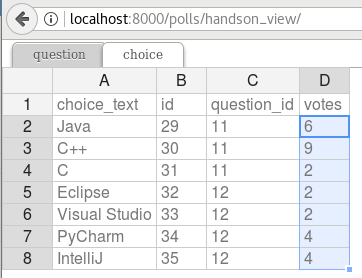 localhost:8000/polls/handson_view/
question choice
A B C D
1 choice_text id question_id votes
2 Java 29 11 6
3 C++ 30 11 9
4 C 31 11 2
5 Eclipse 32 12 2
6 Visual Studio 33 12 2
7 PyCharm 34 12 4
8 IntelliJ 35 12 4